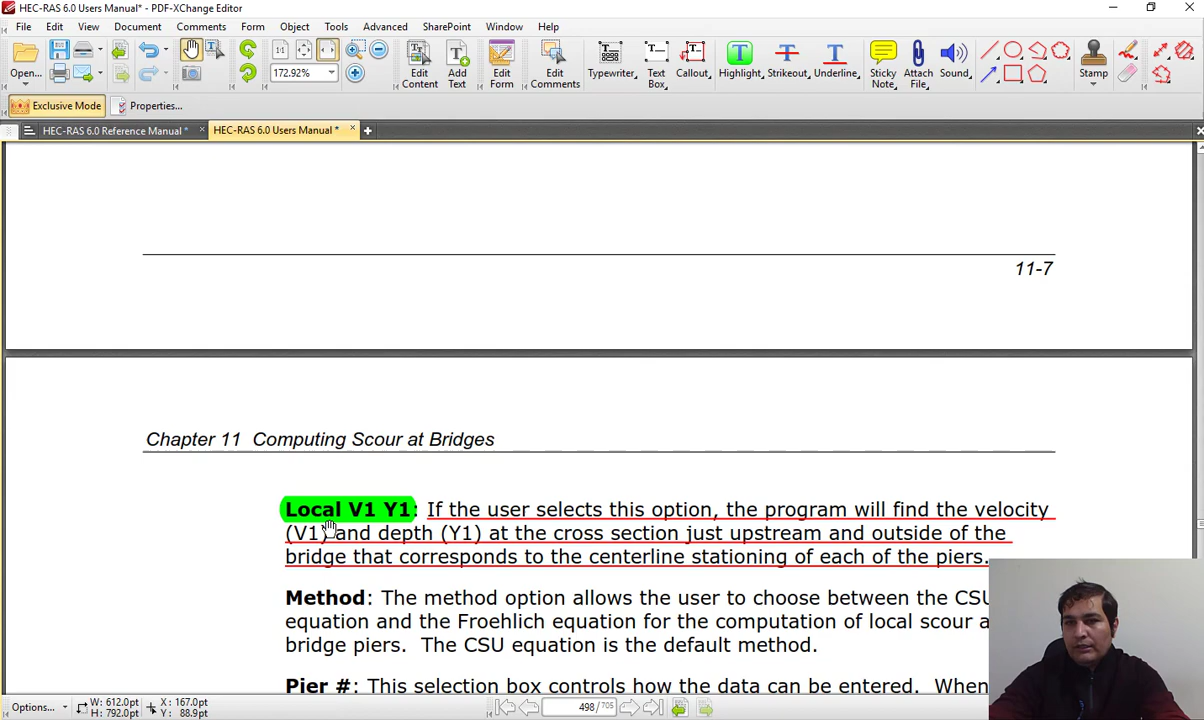 HEC-RAS 6.0 Users Manual* - PDF-XChange Editor
File Edit View Document Comments Form Object Tools Advanced SharePoint Window Help
Open...
172.92%
Edit Content
Add Text
Edit Form
Edit Comments
Typewriter
Text Box
Callout
Highlight
Strikeout
Underline
Sticky Note
Attach File
Sound
Stamp
Exclusive Mode Properties...
HEC-RAS 6.0 Reference Manual * HEC-RAS 6.0 Users Manual *
11-7
Chapter 11 Computing Scour at Bridges
Local V1 Y1: If the user selects this option, the program will find the velocity
(V1) and depth (Y1) at the cross section just upstream and outside of the
bridge that corresponds to the centerline stationing of each of the piers.
Method: The method option allows the user to choose between the CSU
equation and the Froehlich equation for the computation of local scour a
bridge piers. The CSU equation is the default method.
Pier #: This selection box controls how the data can be entered. When
Options... W: 612.0pt X: 167.0pt 498 / 705
H: 792.0pt Y: 88.9pt